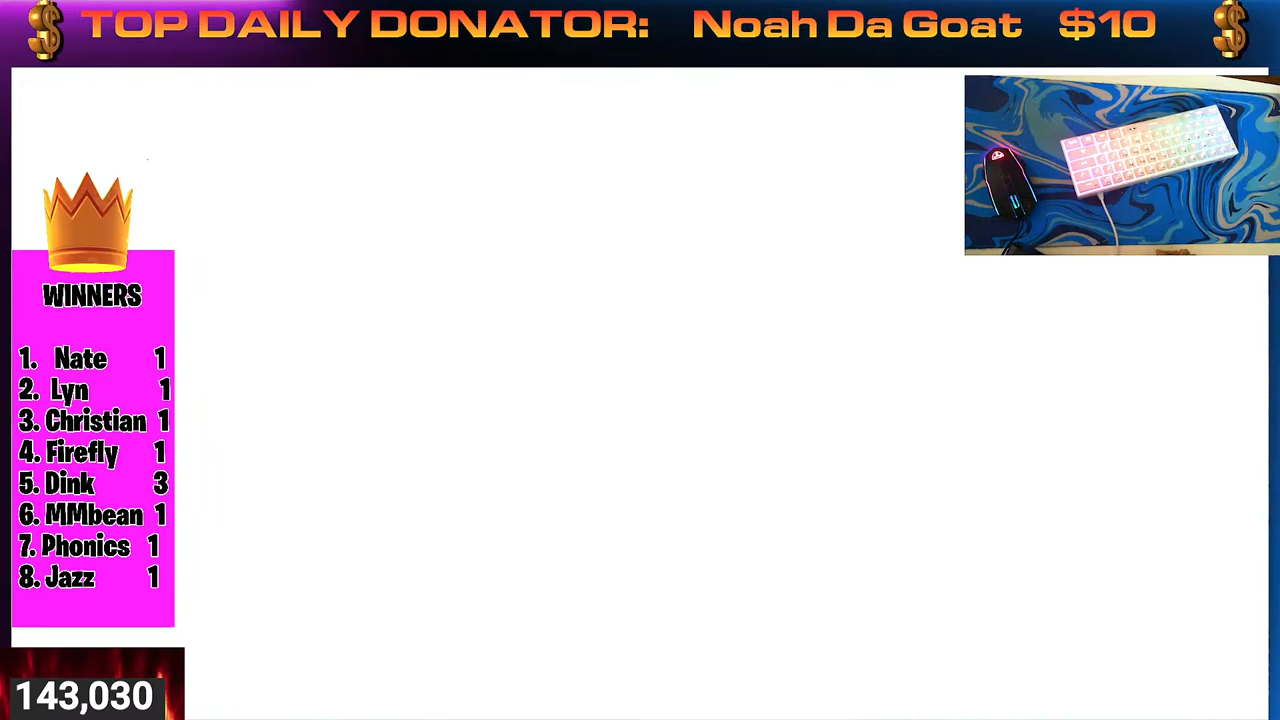 TOP DAILY DONATOR: Noah Da Goat $10
WINNERS
1. Nate 1
2. Lyn 1
3. Christian 1
4. Firefly 1
5. Dink 3
6. MMbean 1
7. Phonics 1
8. Jazz 1
143,030